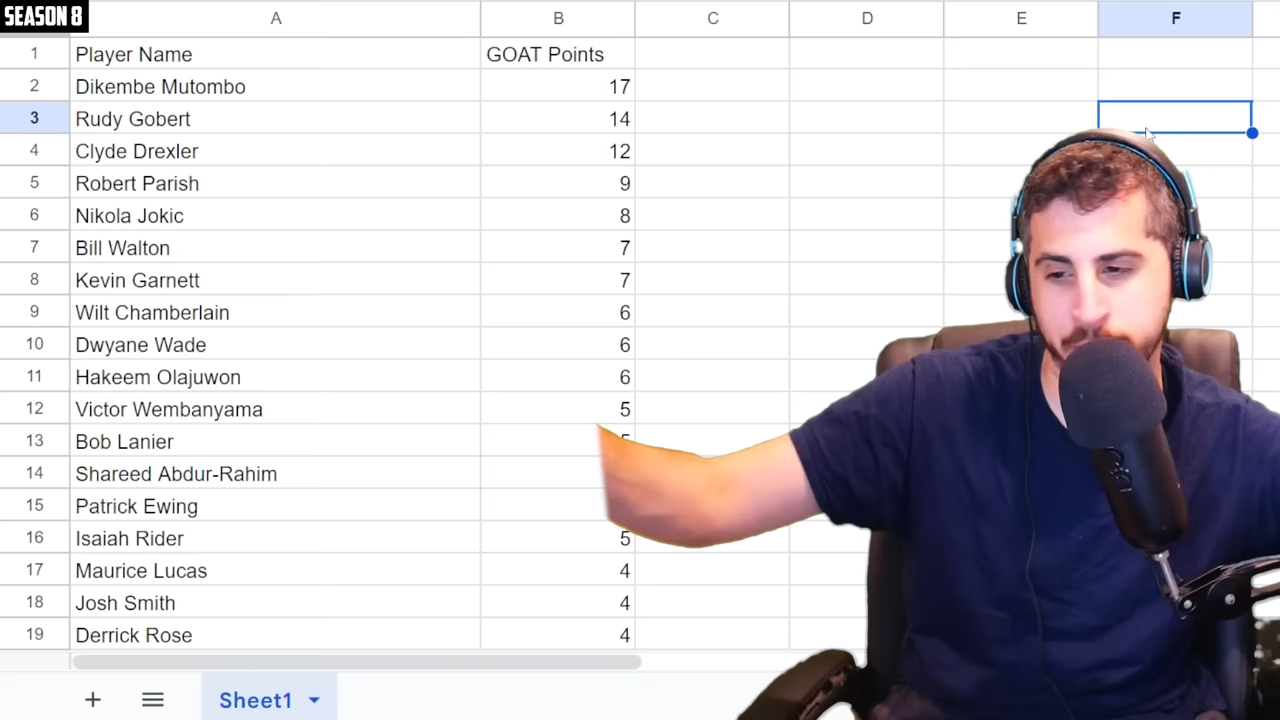 SEASON 8
A B C D E F
1 Player Name GOAT Points
2 Dikembe Mutombo 17
3 Rudy Gobert 14
4 Clyde Drexler 12
5 Robert Parish 9
6 Nikola Jokic 8
7 Bill Walton 7
8 Kevin Garnett 7
9 Wilt Chamberlain 6
10 Dwyane Wade 6
11 Hakeem Olajuwon 6
12 Victor Wembanyama 5
13 Bob Lanier 5
14 Shareed Abdur-Rahim
15 Patrick Ewing
16 Isaiah Rider 5
17 Maurice Lucas 4
18 Josh Smith 4
19 Derrick Rose 4
Sheet1